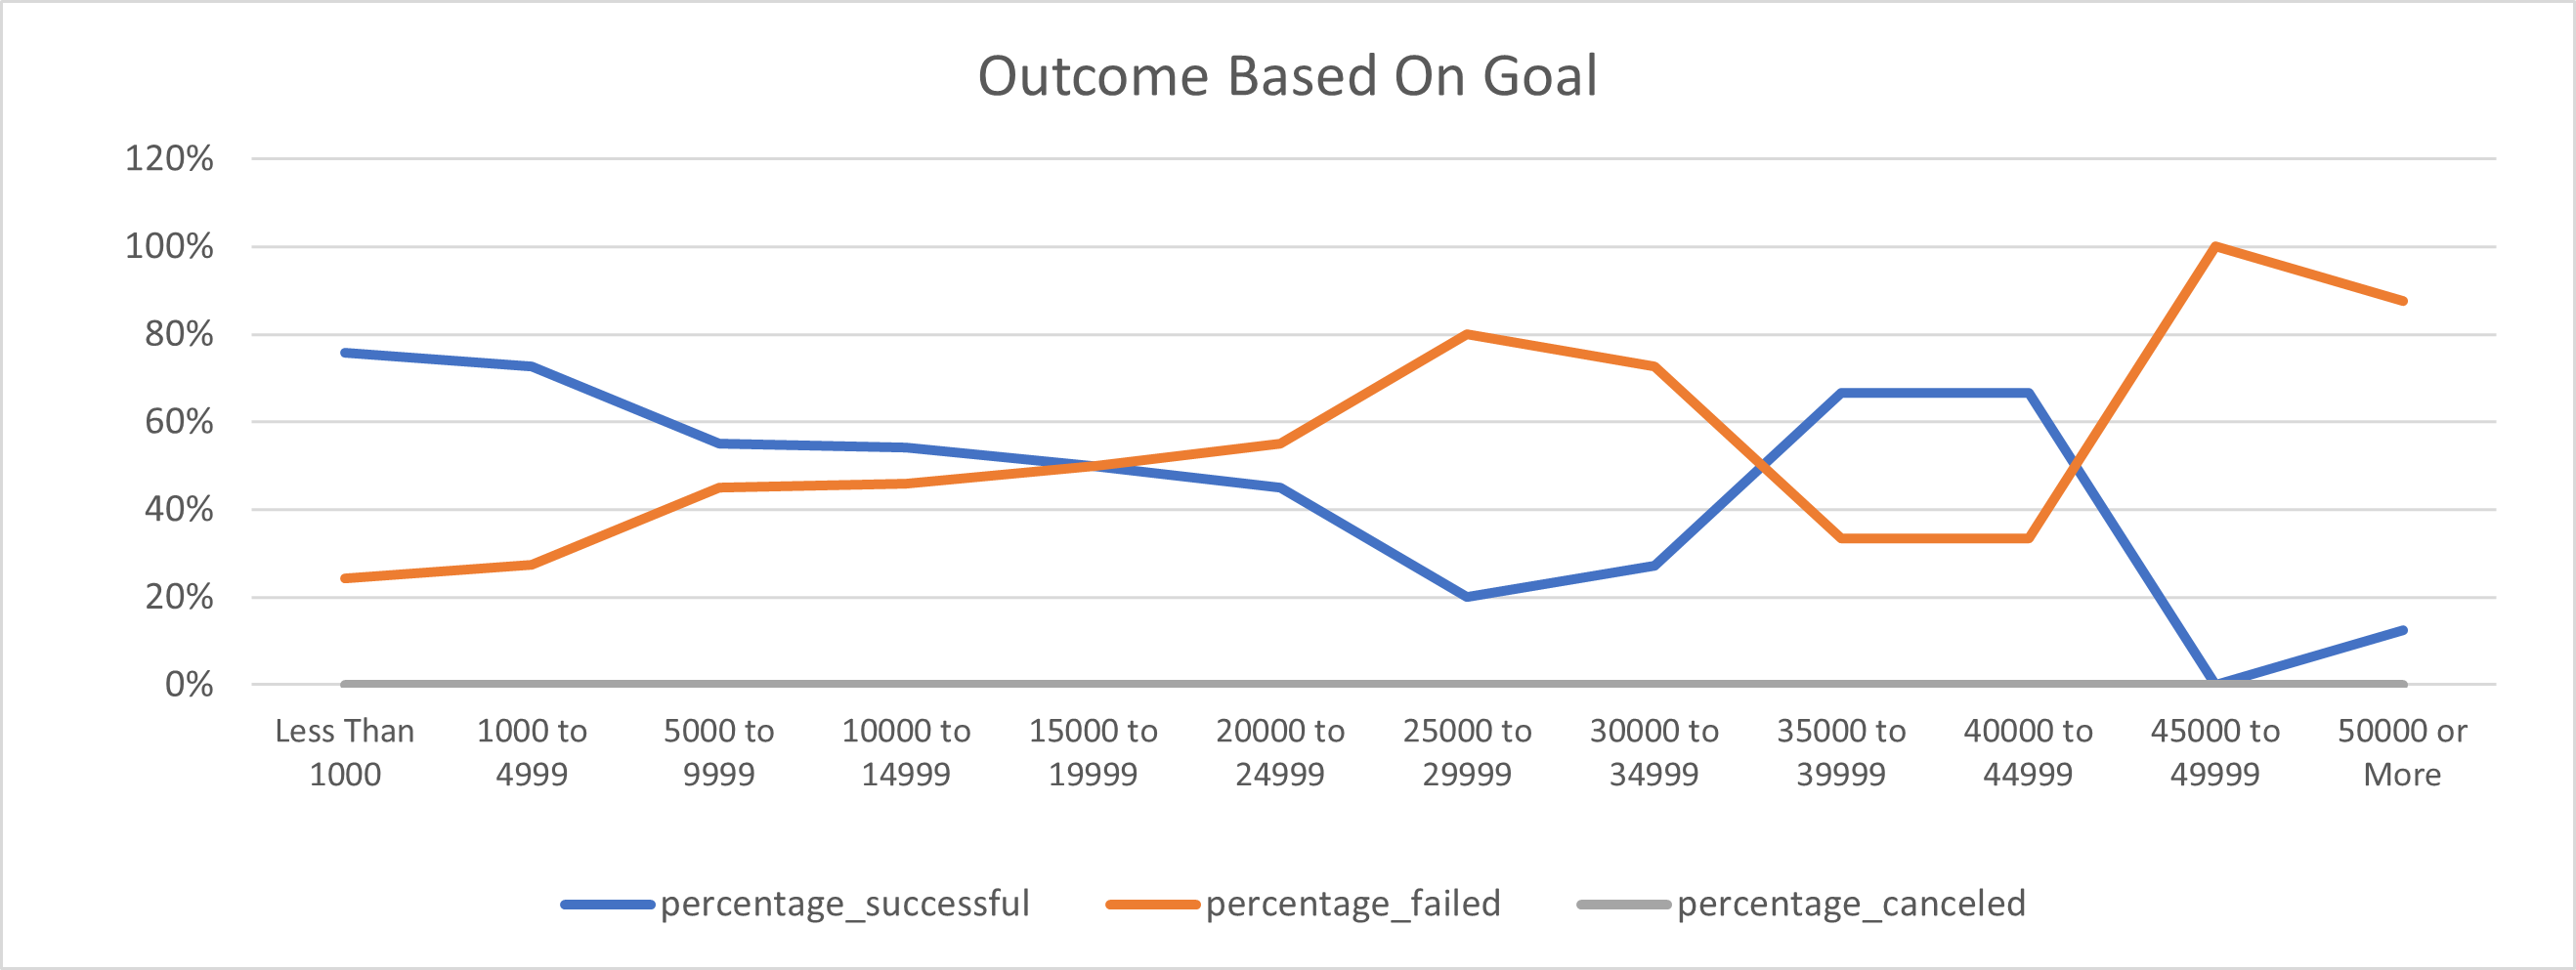 Outcome Based On Goal
120%
100%
80%
60%
40%
20%
0%
Less Than
1000
1000 to
4999
5000 to
9999
10000 to
14999
15000 to
19999
20000 to
24999
25000 to
29999
30000 to
34999
35000 to
39999
40000 to
44999
45000 to
49999
50000 or
More
percentage_successful
percentage_failed
percentage_canceled